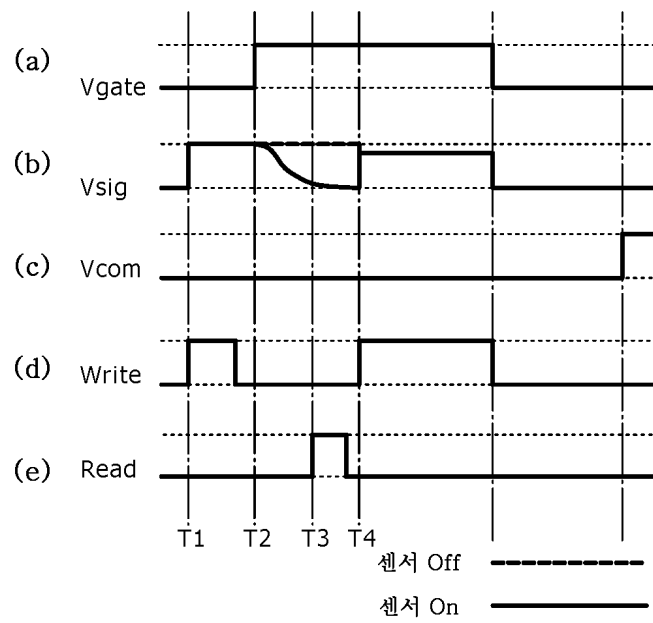 (a) Vgate
(b) Vsig
(c) Vcom
(d) Write
(e) Read
T1 T2 T3 T4
센서 Off
센서 On